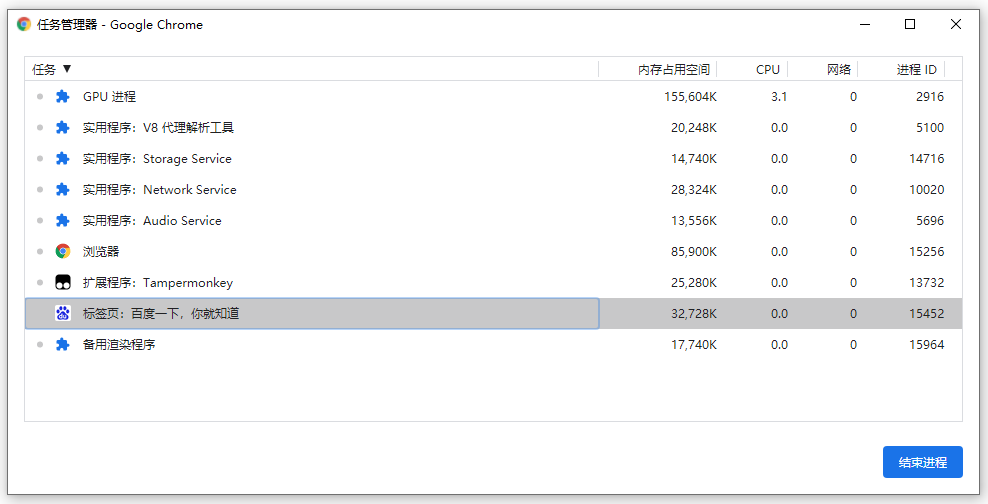 任务管理器 - Google Chrome
任务 ▼ 内存占用空间 CPU 网络 进程 ID
GPU 进程 155,604K 3.1 0 2916
实用程序：V8 代理解析工具 20,248K 0.0 0 5100
实用程序：Storage Service 14,740K 0.0 0 14716
实用程序：Network Service 28,324K 0.0 0 10020
实用程序：Audio Service 13,556K 0.0 0 5696
浏览器 85,900K 0.0 0 15256
扩展程序：Tampermonkey 25,280K 0.0 0 13732
标签页：百度一下，你就知道 32,728K 0.0 0 15452
备用渲染程序 17,740K 0.0 0 15964
结束进程